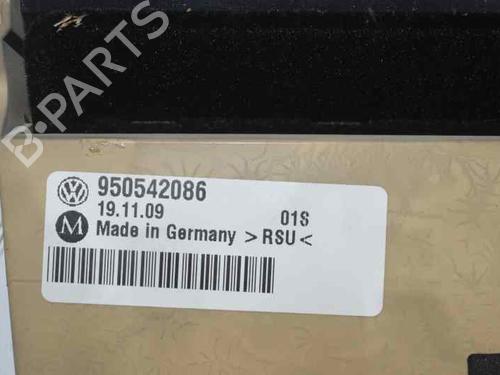 B-PARTS
950542086
19.11.09 01S
M Made in Germany >RSU<